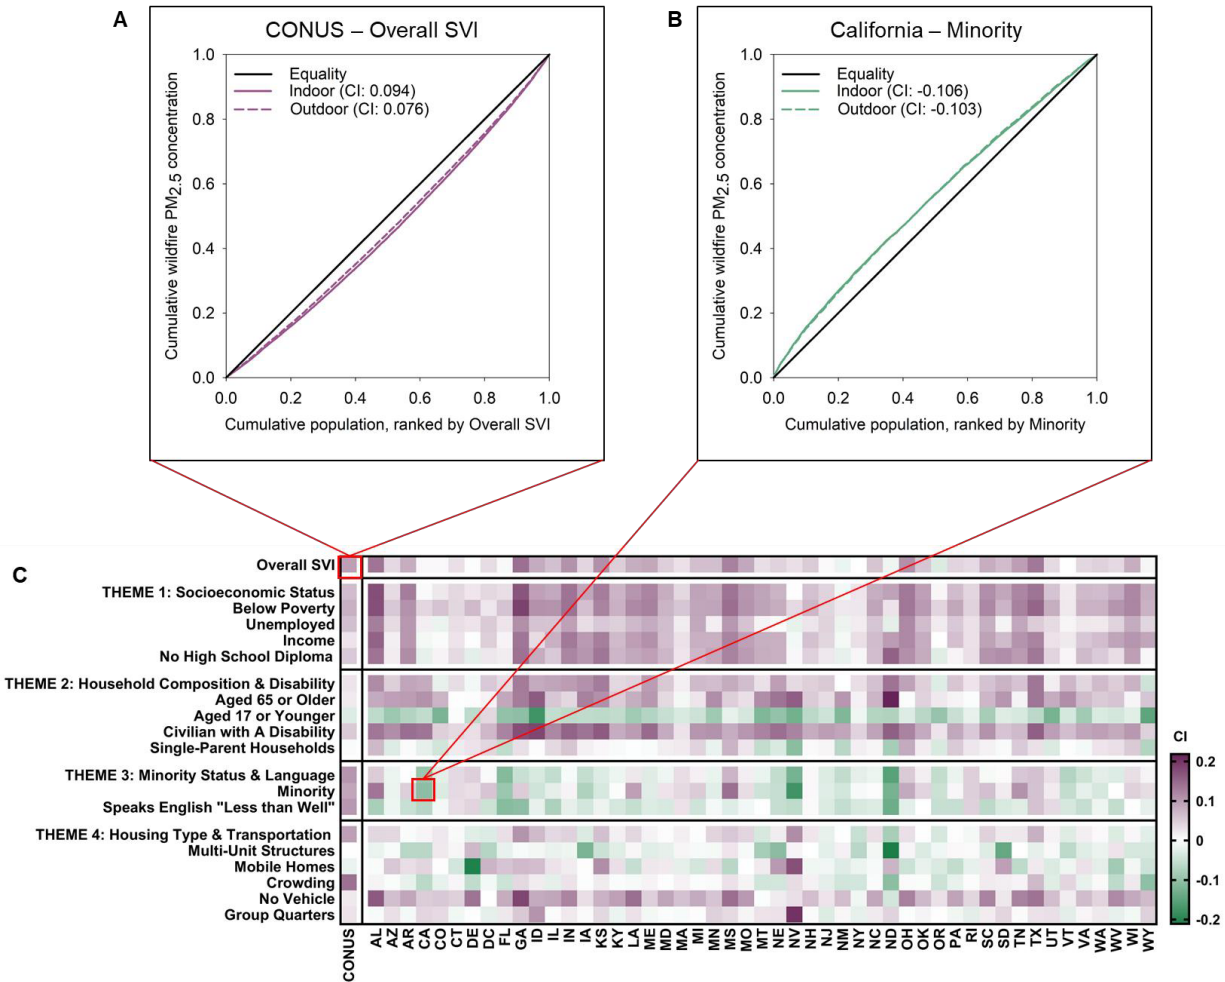 A
CONUS – Overall SVI
Cumulative wildfire PM2.5 concentration
1.0
0.8
0.6
0.4
0.2
0.0
Equality
Indoor (CI: 0.094)
Outdoor (CI: 0.076)
0.0 0.2 0.4 0.6 0.8 1.0
Cumulative population, ranked by Overall SVI
B
California – Minority
Cumulative wildfire PM2.5 concentration
1.0
0.8
0.6
0.4
0.2
0.0
Equality
Indoor (CI: -0.106)
Outdoor (CI: -0.103)
0.0 0.2 0.4 0.6 0.8 1.0
Cumulative population, ranked by Minority
C
Overall SVI
THEME 1: Socioeconomic Status
Below Poverty
Unemployed
Income
No High School Diploma
THEME 2: Household Composition & Disability
Aged 65 or Older
Aged 17 or Younger
Civilian with A Disability
Single-Parent Households
THEME 3: Minority Status & Language
Minority
Speaks English "Less than Well"
THEME 4: Housing Type & Transportation
Multi-Unit Structures
Mobile Homes
Crowding
No Vehicle
Group Quarters
CONUS AL AZ AR CA CO CT DE DC FL GA ID IL IN IA KS KY LA ME MD MA MI MN MS MO MT NE NV NH NJ NM NY NC ND OH OK OR PA RI SC SD TN TX UT VT VA WA WV WI WY
CI
0.2
0.1
0
-0.1
-0.2